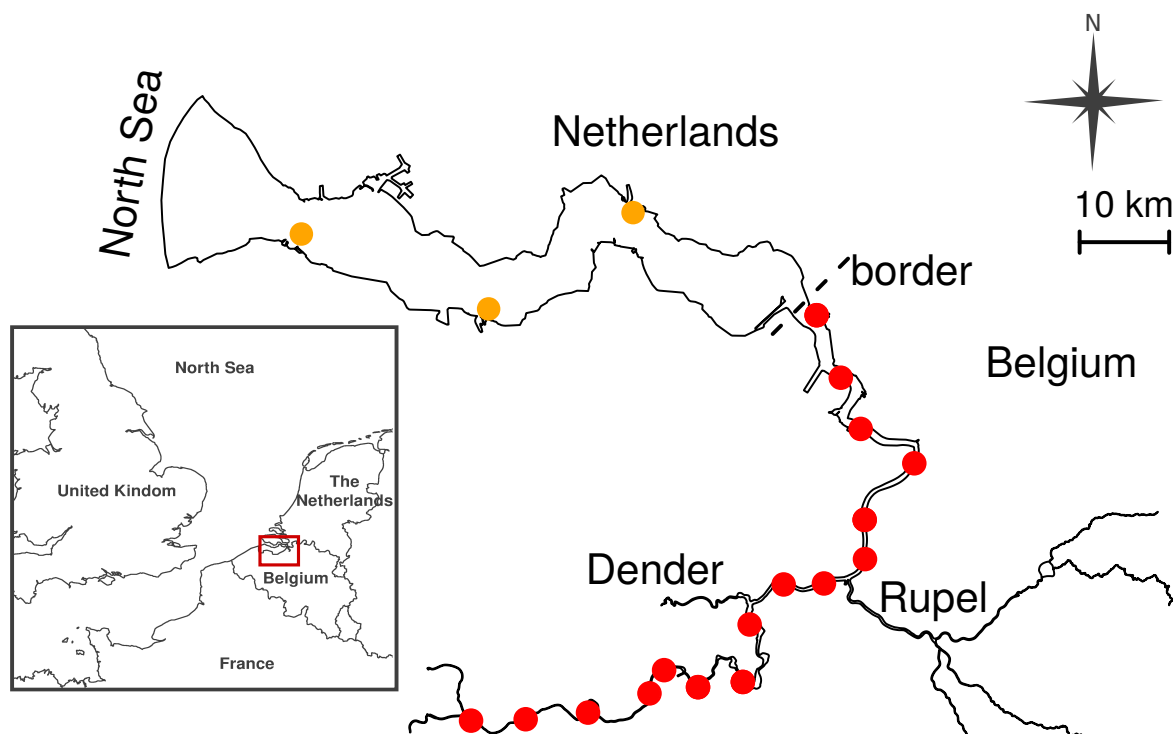 N
Netherlands
North Sea
10 km
border
Belgium
North Sea
The
Netherlands
United Kindom
Belgium
France
Dender
Rupel